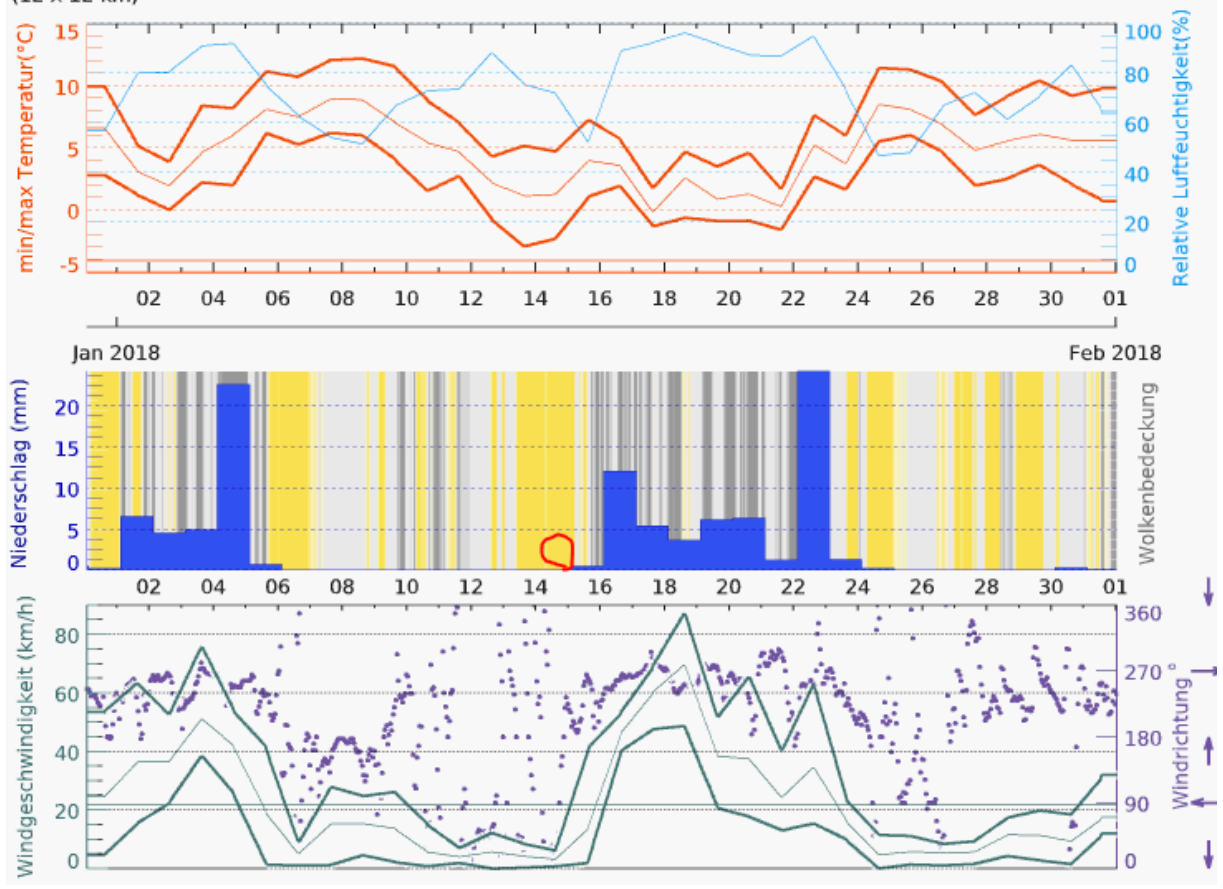 (12 x 12 km)
min/max Temperatur(°C)
15
10
5
0
-5
100
80
60
40
20
0
Relative Luftfeuchtigkeit(%)
02 04 06 08 10 12 14 16 18 20 22 24 26 28 30 01
Jan 2018 Feb 2018
Niederschlag (mm)
20
15
10
5
0
Wolkenbedeckung
02 04 06 08 10 12 14 16 18 20 22 24 26 28 30 01
Windgeschwindigkeit (km/h)
80
60
40
20
0
360
270 °
180
90
0
Windrichtung